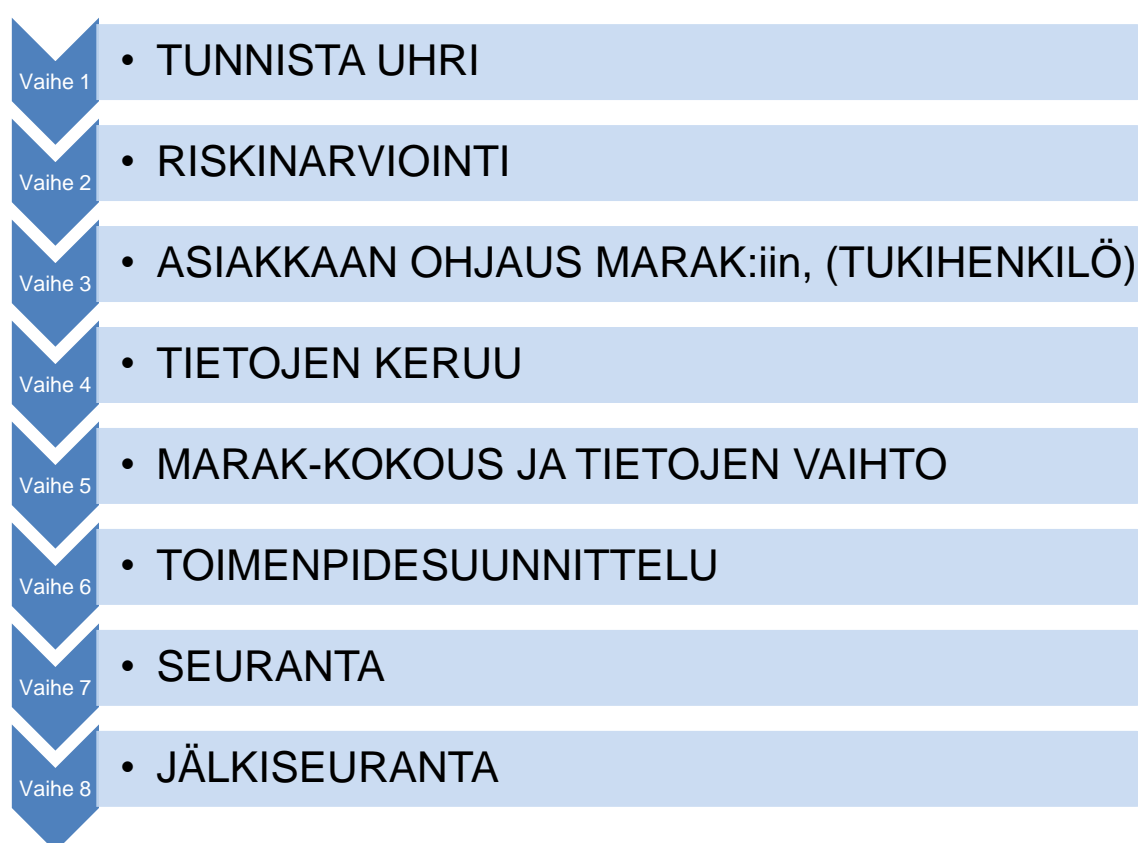 Vaihe 1
• TUNNISTA UHRI
Vaihe 2
• RISKINARVIOINTI
Vaihe 3
• ASIAKKAAN OHJAUS MARAK:iin, (TUKIHENKILÖ)
Vaihe 4
• TIETOJEN KERUU
Vaihe 5
• MARAK-KOKOUS JA TIETOJEN VAIHTO
Vaihe 6
• TOIMENPIDESUUNNITTELU
Vaihe 7
• SEURANTA
Vaihe 8
• JÄLKISEURANTA